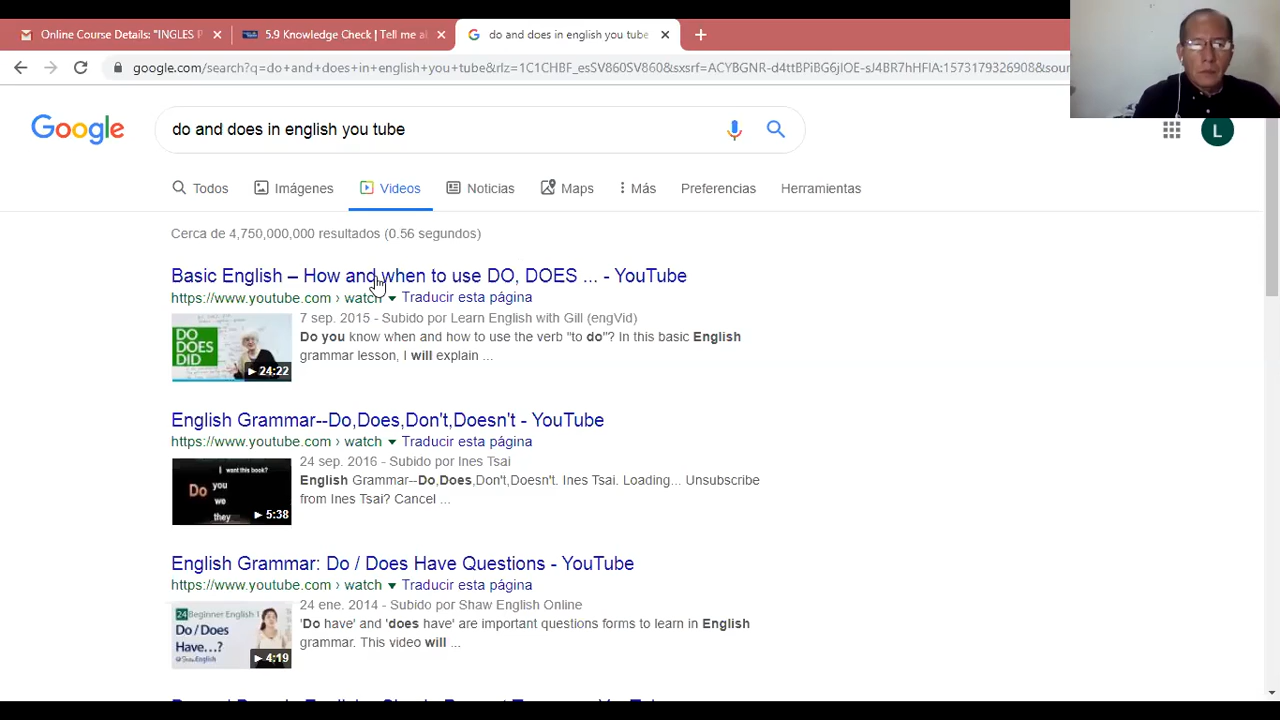 Online Course Details: "INGLES P
5.9 Knowledge Check | Tell me al
do and does in english you tube
google.com/search?q=do+and+does+in+english+you+tube&rlz=1C1CHBF_esSV860SV860&sxsrf=ACYBGNR-d4ttBPiBG6jIOE-sJ4BR7hHFIA:1573179326908&sour
Google
do and does in english you tube
L
Todos
Imágenes
Videos
Noticias
Maps
Más
Preferencias
Herramientas
Cerca de 4,750,000,000 resultados (0.56 segundos)
Basic English – How and when to use DO, DOES ... - YouTube
https://www.youtube.com › watch
Traducir esta página
DO
DOES
DID
24:22
7 sep. 2015 - Subido por Learn English with Gill (engVid)
Do you know when and how to use the verb "to do"? In this basic English
grammar lesson, I will explain ...
English Grammar--Do,Does,Don't,Doesn't - YouTube
https://www.youtube.com › watch
Traducir esta página
I want this book?
Do
you
we
they
5:38
24 sep. 2016 - Subido por Ines Tsai
English Grammar--Do,Does,Don't,Doesn't. Ines Tsai. Loading... Unsubscribe
from Ines Tsai? Cancel ...
English Grammar: Do / Does Have Questions - YouTube
https://www.youtube.com › watch
Traducir esta página
24 Beginner English 1
Do / Does
Have...?
@ShawEnglish
4:19
24 ene. 2014 - Subido por Shaw English Online
'Do have' and 'does have' are important questions forms to learn in English
grammar. This video will ...